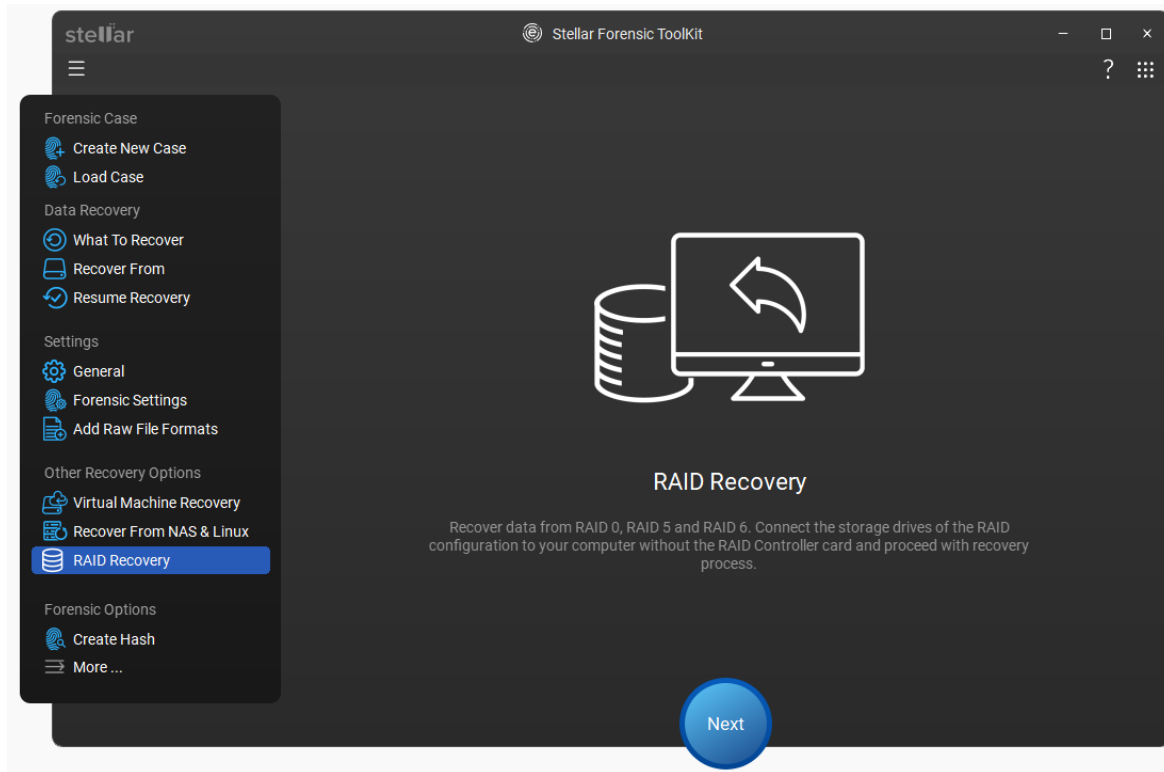 stellar
Stellar Forensic ToolKit
?
Forensic Case
Create New Case
Load Case
Data Recovery
What To Recover
Recover From
Resume Recovery
Settings
General
Forensic Settings
Add Raw File Formats
Other Recovery Options
Virtual Machine Recovery
Recover From NAS & Linux
RAID Recovery
Forensic Options
Create Hash
More ...
RAID Recovery
Recover data from RAID 0, RAID 5 and RAID 6. Connect the storage drives of the RAID
configuration to your computer without the RAID Controller card and proceed with recovery
process.
Next